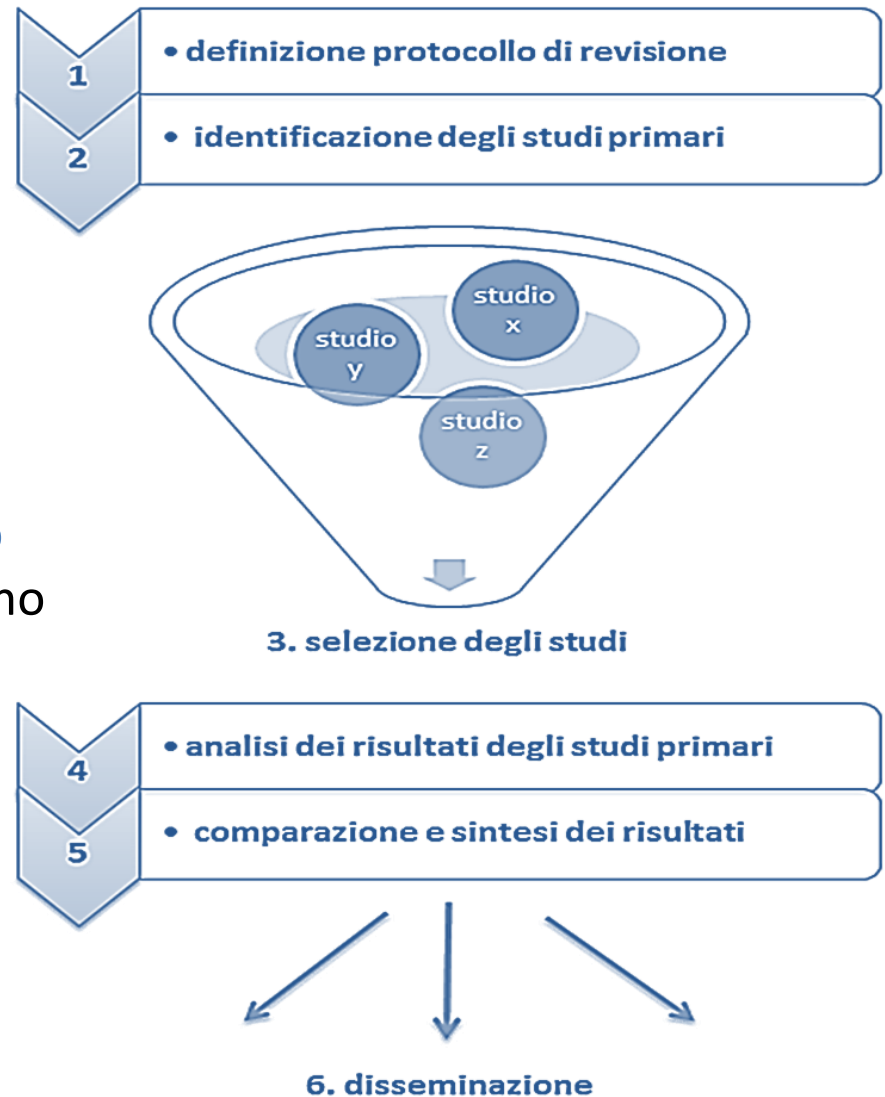 1
• definizione protocollo di revisione
2
• identificazione degli studi primari
studio
x
studio
y
studio
z
3. selezione degli studi
4
• analisi dei risultati degli studi primari
5
• comparazione e sintesi dei risultati
6. disseminazione